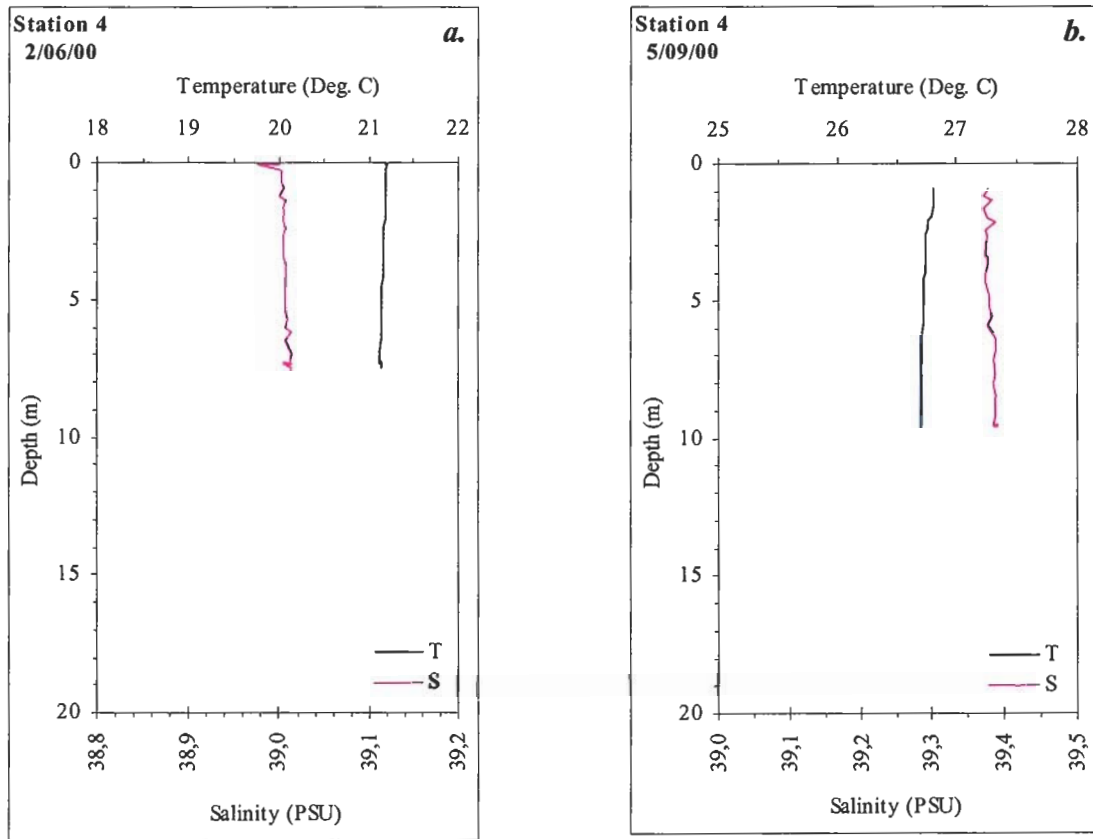 Station 4
2/06/00
a.
Temperature (Deg. C)
18 19 20 21 22
0
5
10
15
20
Depth (m)
T
S
38,8 38,9 39,0 39,1 39,2
Salinity (PSU)
Station 4
5/09/00
b.
Temperature (Deg. C)
25 26 27 28
0
5
10
15
20
Depth (m)
T
S
39,0 39,1 39,2 39,3 39,4 39,5
Salinity (PSU)